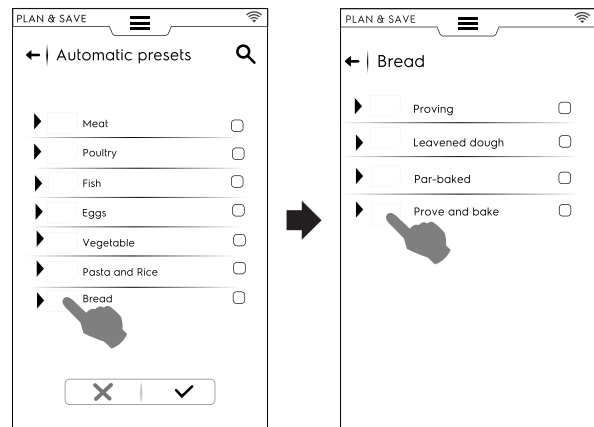 PLAN & SAVE
Automatic presets
Meat
Poultry
Fish
Eggs
Vegetable
Pasta and Rice
Bread
PLAN & SAVE
Bread
Proving
Leavened dough
Par-baked
Prove and bake